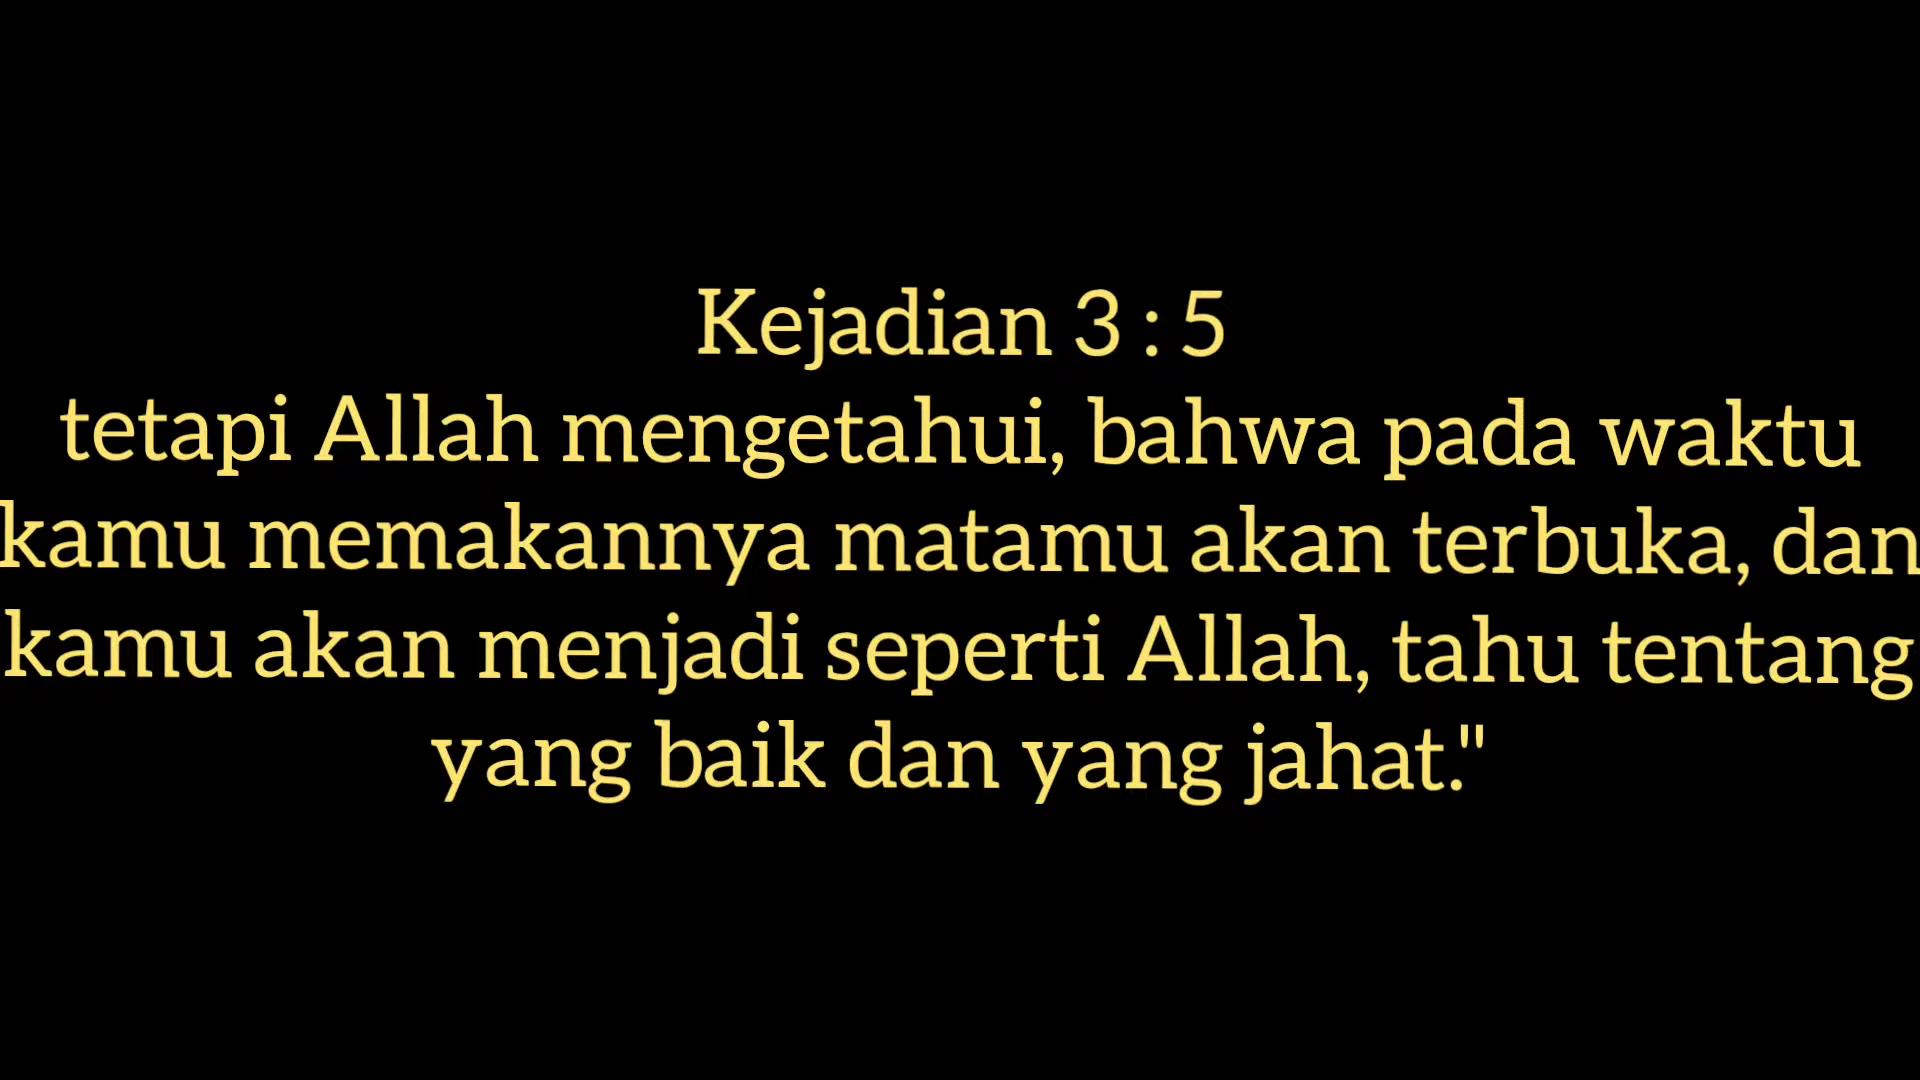 Kejadian 3 : 5
tetapi Allah mengetahui, bahwa pada waktu
kamu memakannya matamu akan terbuka, dan
kamu akan menjadi seperti Allah, tahu tentang
yang baik dan yang jahat."